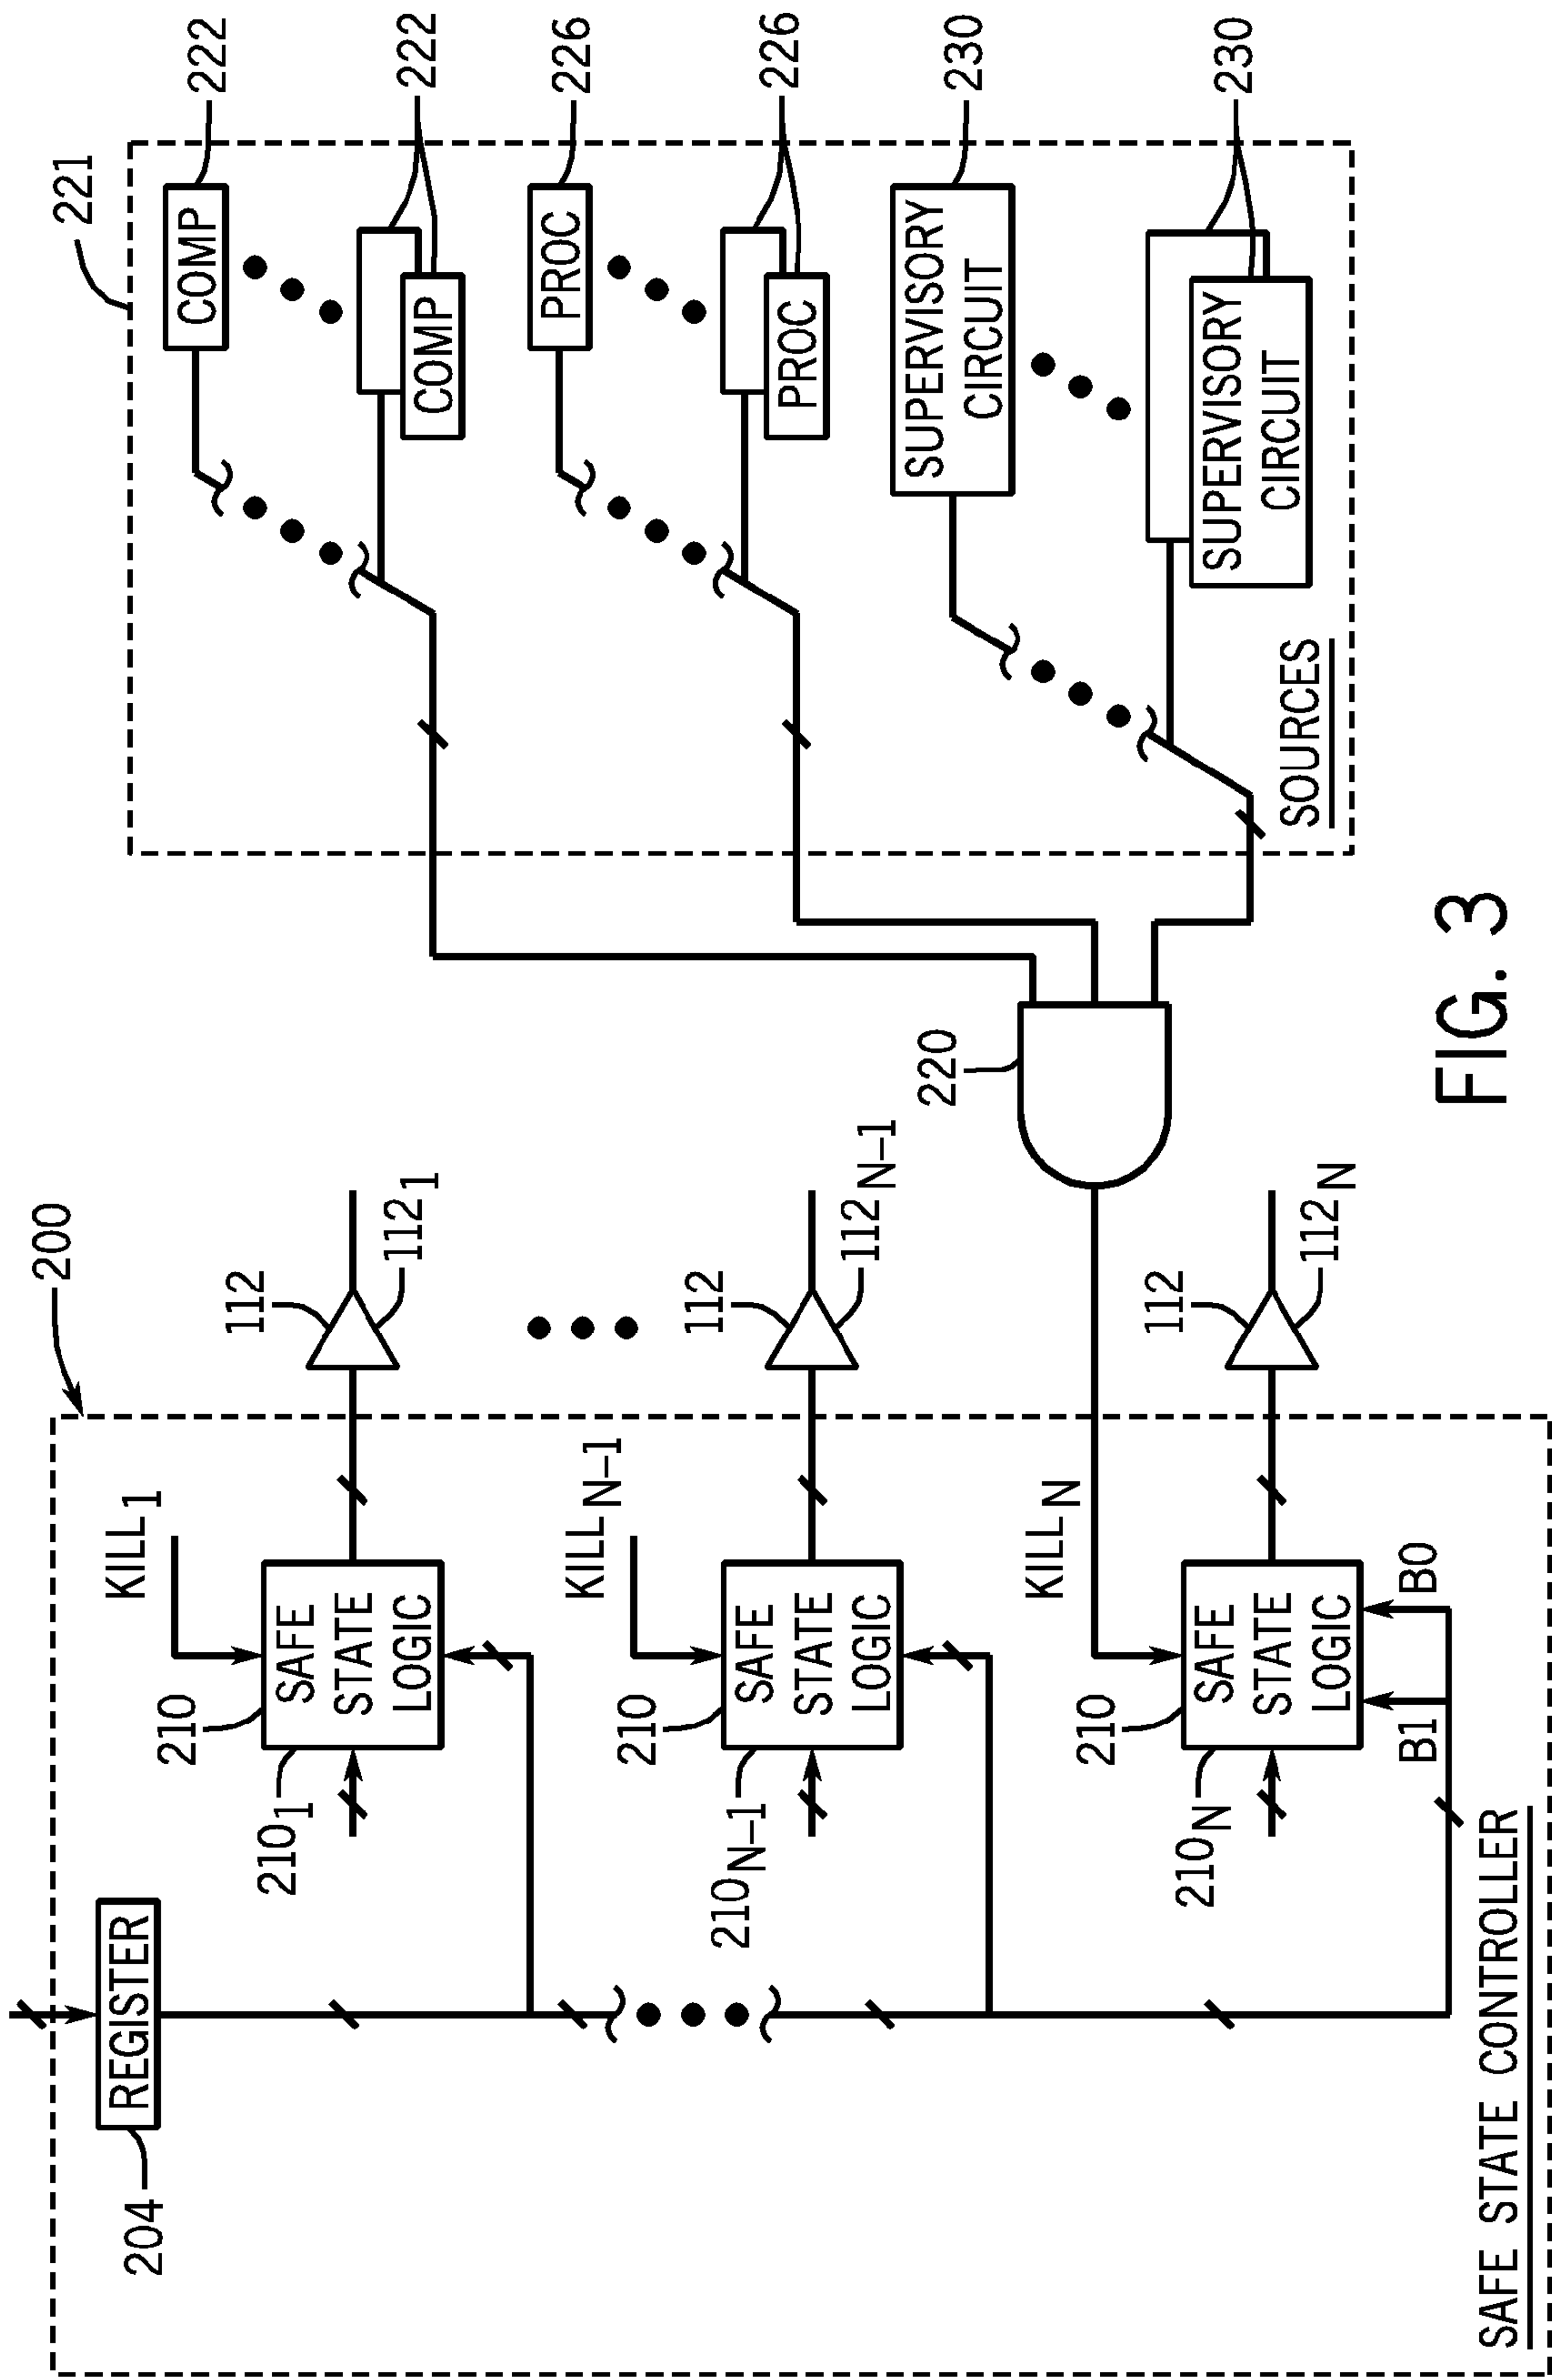 200
204
REGISTER
KILL1
210
2101
SAFE
STATE
LOGIC
112
1121
KILLN–1
210
210N–1
SAFE
STATE
LOGIC
112
112N–1
KILLN
210
210N
SAFE
STATE
LOGIC
B1
B0
112
112N
SAFE STATE CONTROLLER
220
221
COMP
222
COMP
222
PROC
226
PROC
226
SUPERVISORY
CIRCUIT
230
SUPERVISORY
CIRCUIT
230
SOURCES
FIG. 3